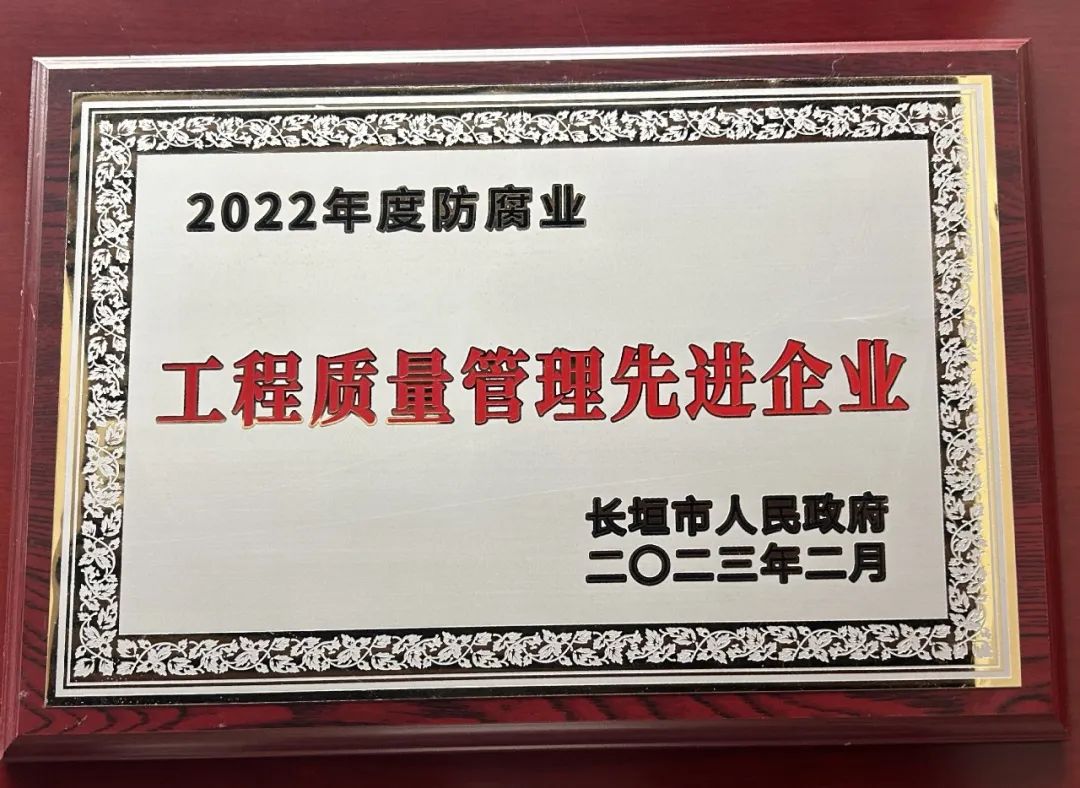 2022年度防腐业
工程质量管理先进企业
长垣市人民政府
二〇二三年二月